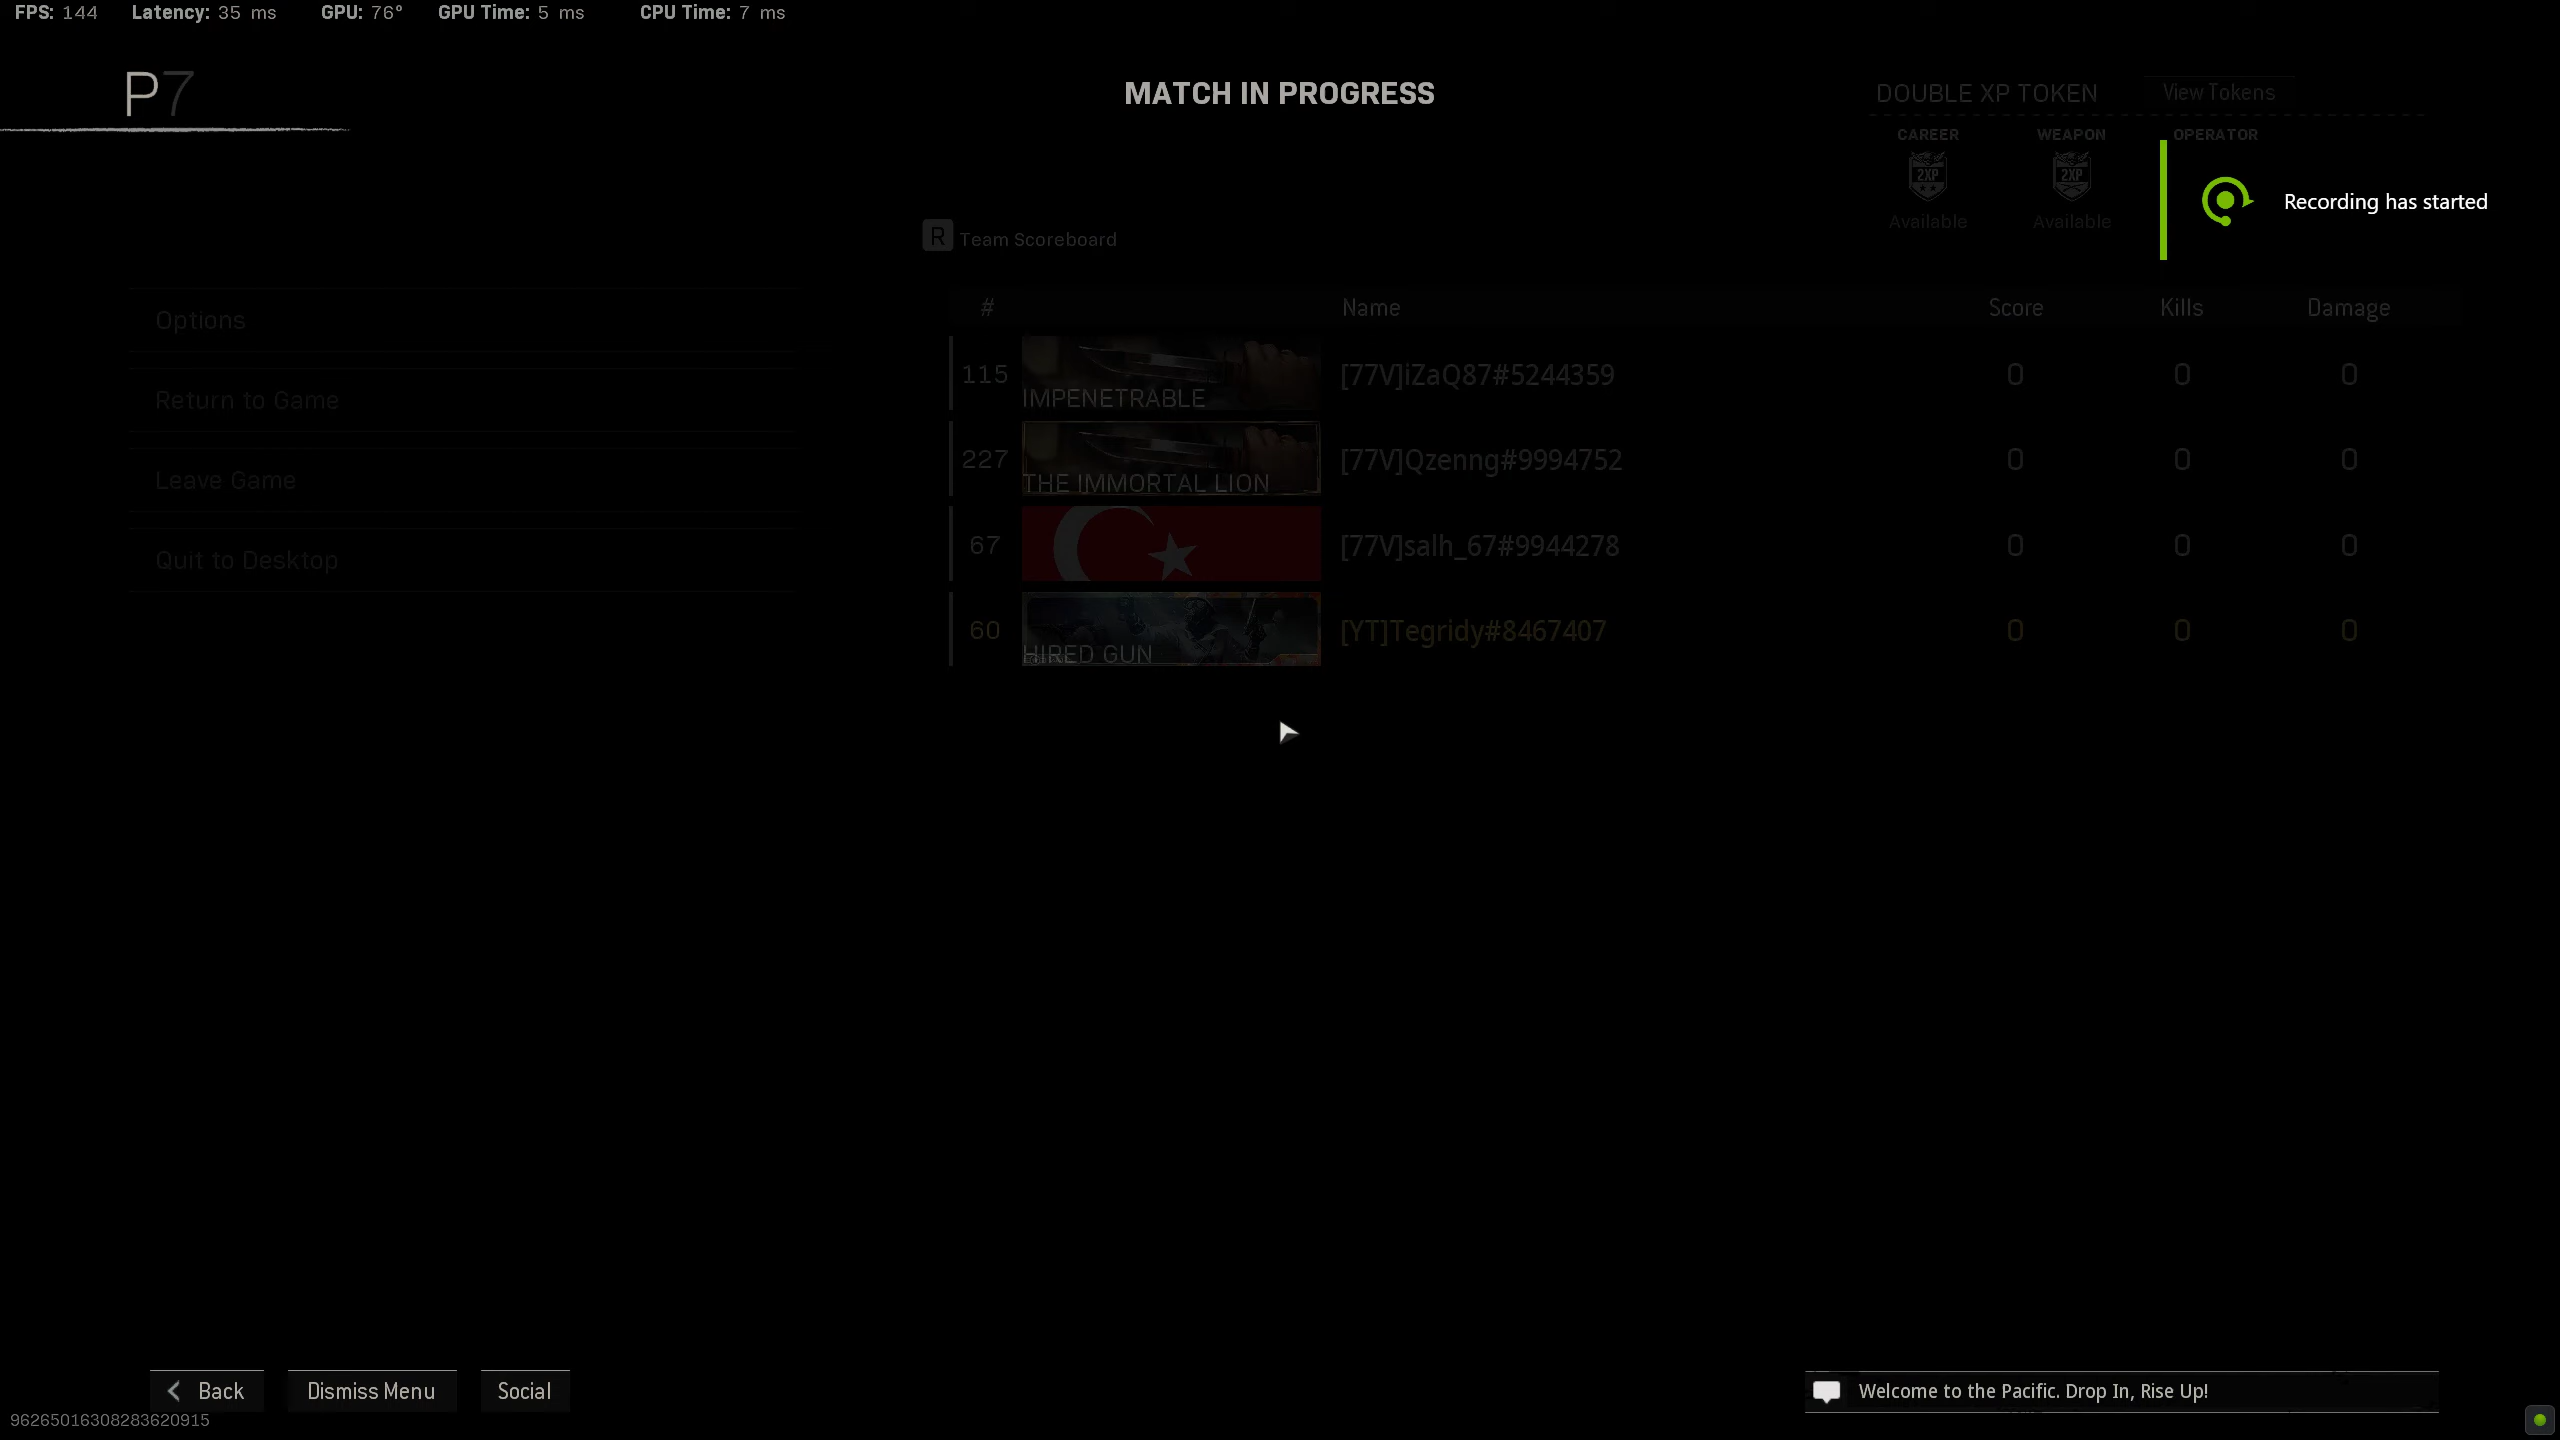 FPS: 144 Latency: 35 ms GPU: 76° GPU Time: 5 ms CPU Time: 7 ms
P7
MATCH IN PROGRESS
DOUBLE XP TOKEN View Tokens
CAREER WEAPON OPERATOR
2XP 2XP
Available Available
Recording has started
R Team Scoreboard
Options
Return to Game
Leave Game
Quit to Desktop
# Name Score Kills Damage
115 IMPENETRABLE [77V]iZaQ87#5244359 0 0 0
227 THE IMMORTAL LION [77V]Qzenng#9994752 0 0 0
67 [77V]salh_67#9944278 0 0 0
60 HIRED GUN [YT]Tegridy#8467407 0 0 0
Back Dismiss Menu Social
Welcome to the Pacific. Drop In, Rise Up!
96265016308283620915